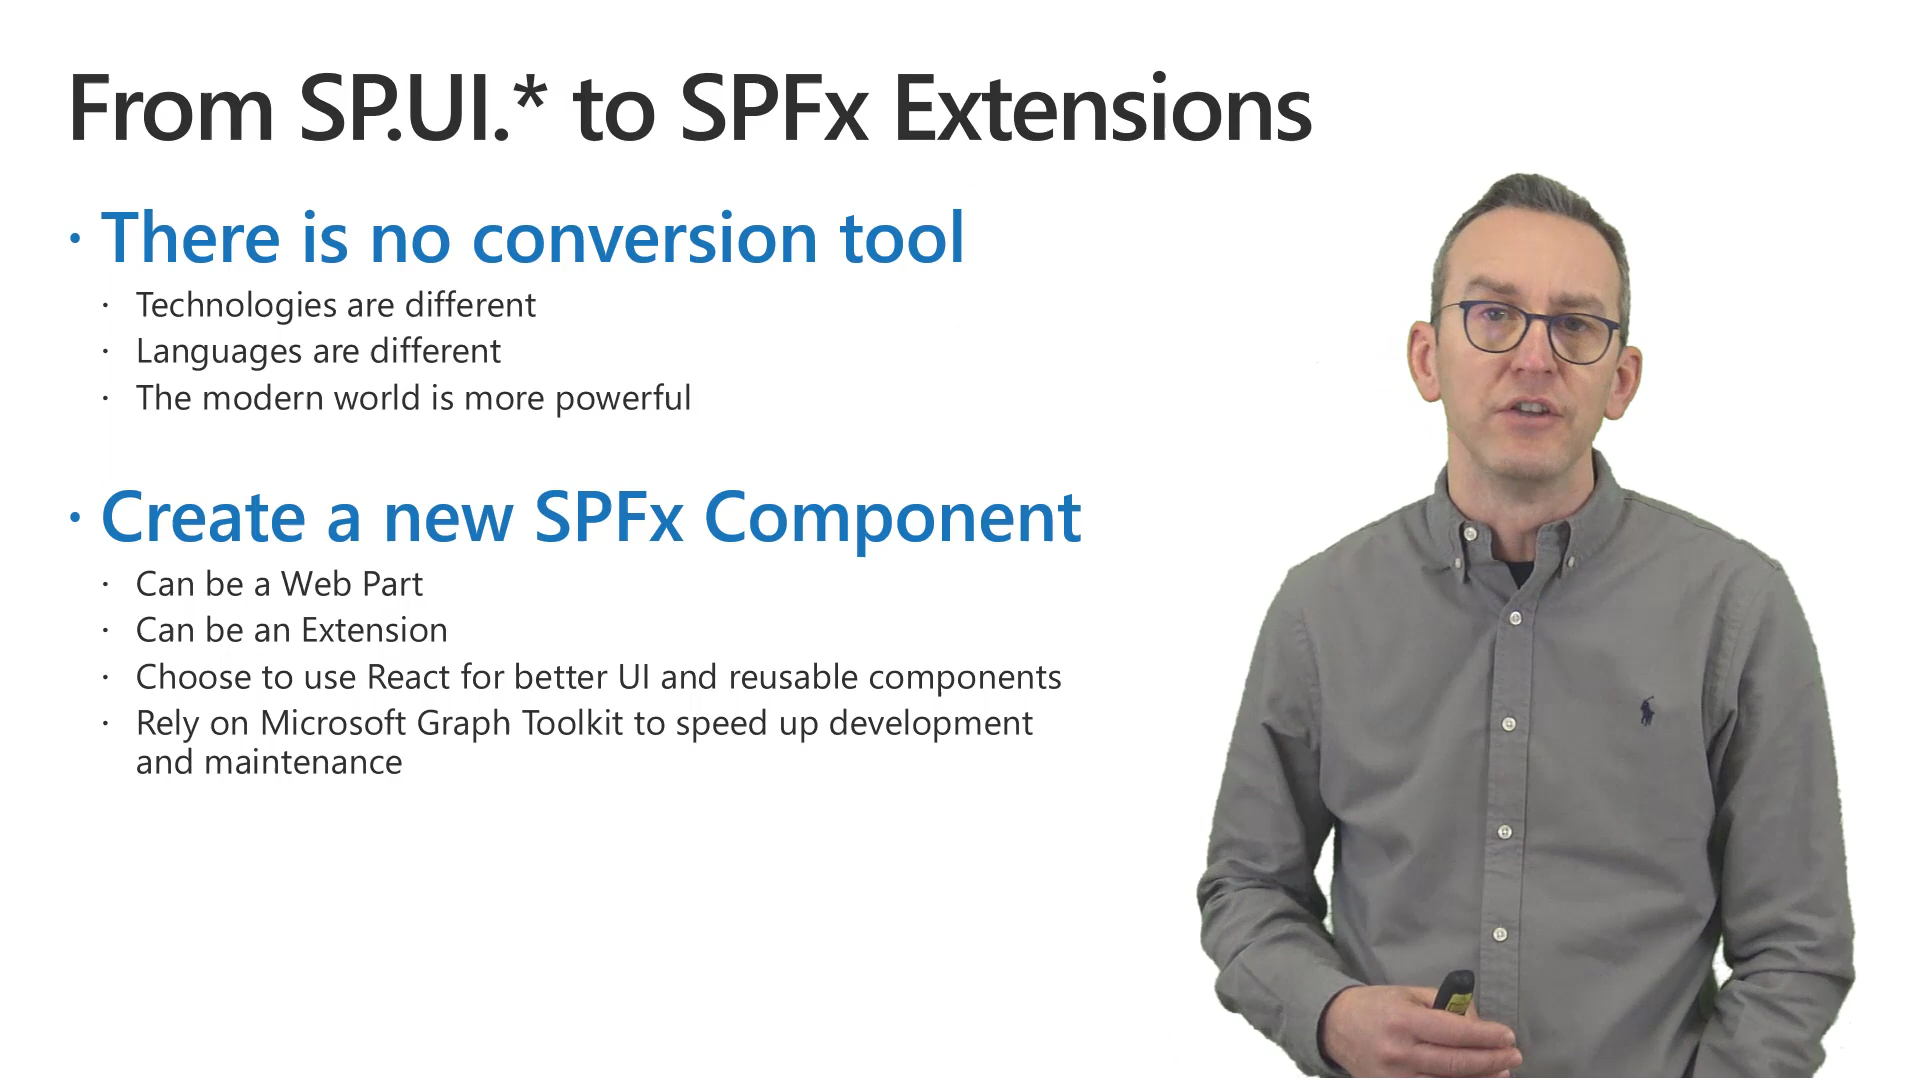 From SP.UI.* to SPFx Extensions
· There is no conversion tool
· Technologies are different
· Languages are different
· The modern world is more powerful
· Create a new SPFx Component
· Can be a Web Part
· Can be an Extension
· Choose to use React for better UI and reusable components
· Rely on Microsoft Graph Toolkit to speed up development
and maintenance